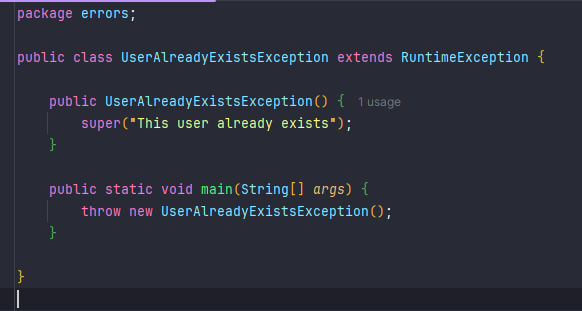 package errors;
public class UserAlreadyExistsException extends RuntimeException {
public UserAlreadyExistsException() { 1 usage
super("This user already exists");
}
public static void main(String[] args) {
throw new UserAlreadyExistsException();
}
}